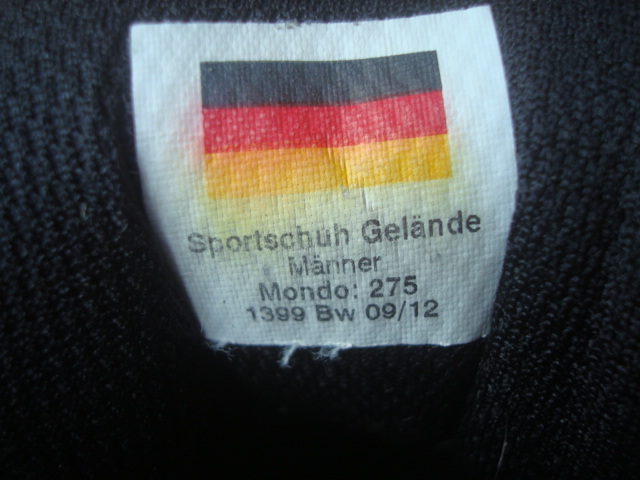 Sportschuh Gelände
Männer
Mondo: 275
1399 Bw 09/12